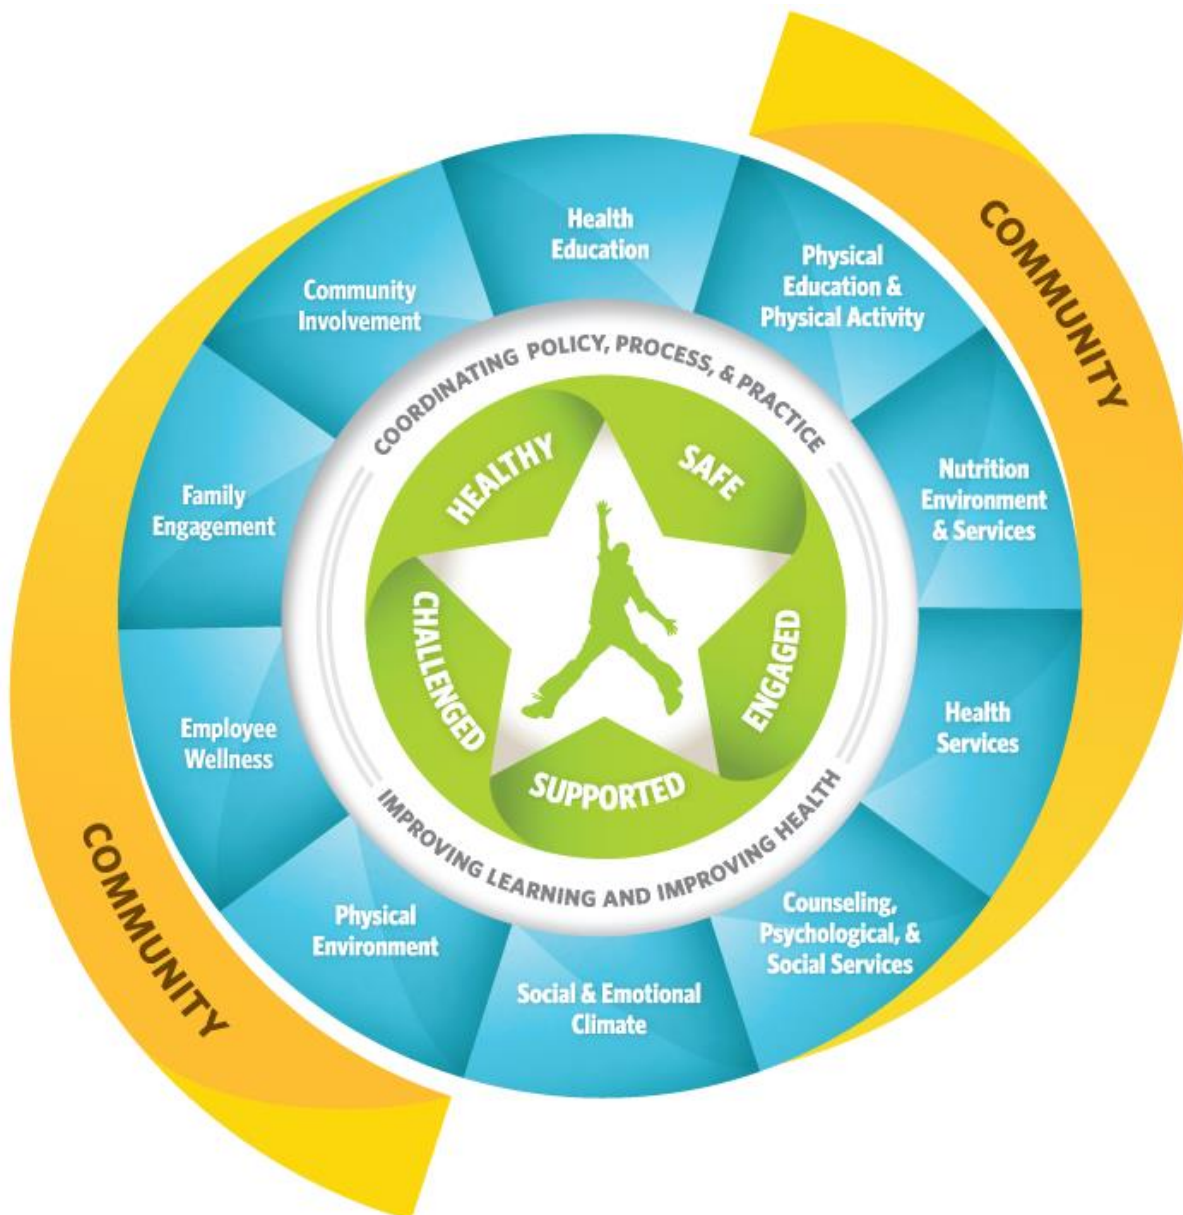 COMMUNITY
Health
Education
Physical
Education &
Physical Activity
Nutrition
Environment
& Services
Health
Services
Counseling,
Psychological, &
Social Services
Social & Emotional
Climate
Physical
Environment
Employee
Wellness
Family
Engagement
Community
Involvement
COORDINATING POLICY, PROCESS, & PRACTICE
IMPROVING LEARNING AND IMPROVING HEALTH
HEALTHY
SAFE
ENGAGED
SUPPORTED
CHALLENGED
COMMUNITY